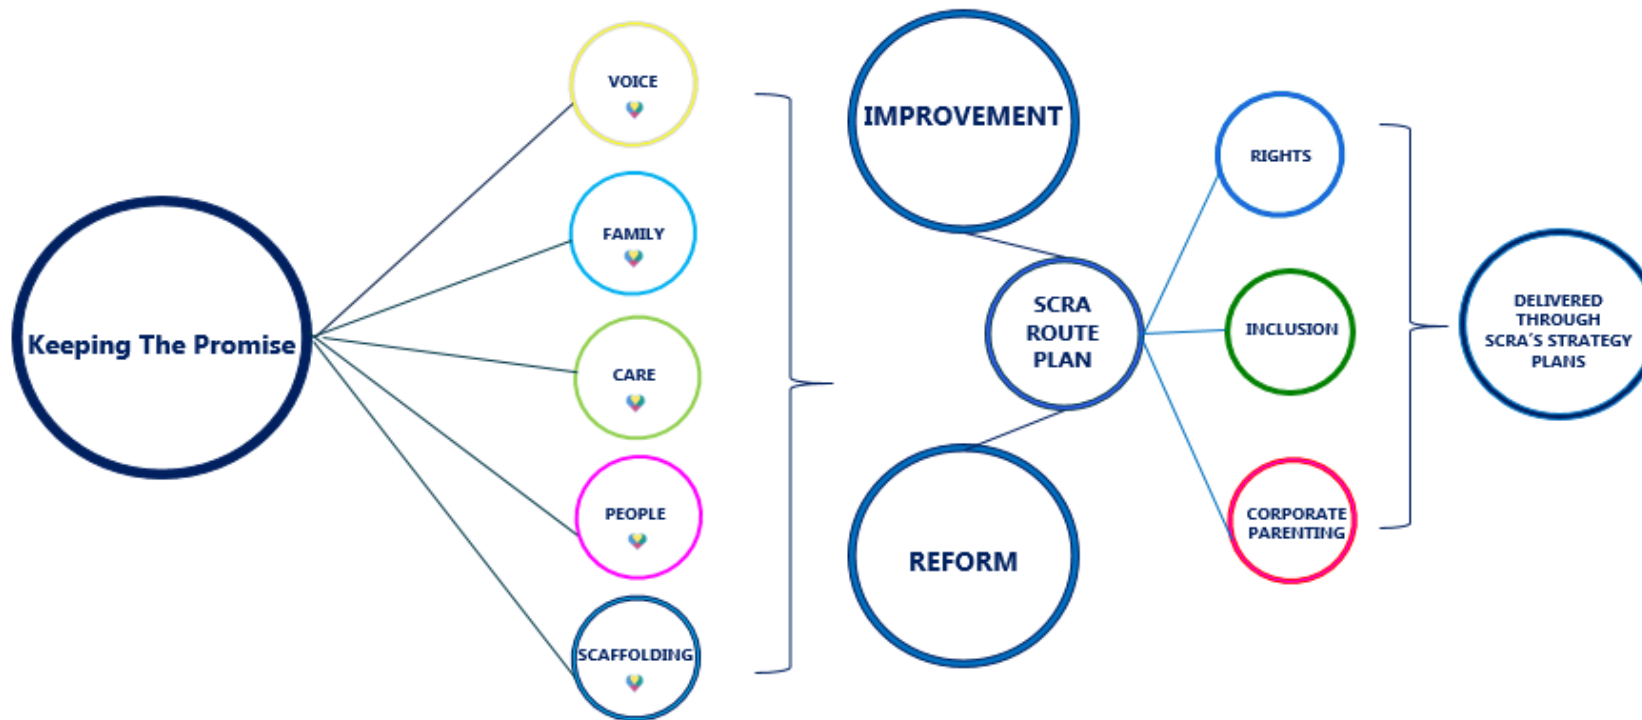 Keeping The Promise
VOICE
FAMILY
CARE
PEOPLE
SCAFFOLDING
IMPROVEMENT
SCRA
ROUTE
PLAN
REFORM
RIGHTS
INCLUSION
CORPORATE
PARENTING
DELIVERED
THROUGH
SCRA´S STRATEGY
PLANS